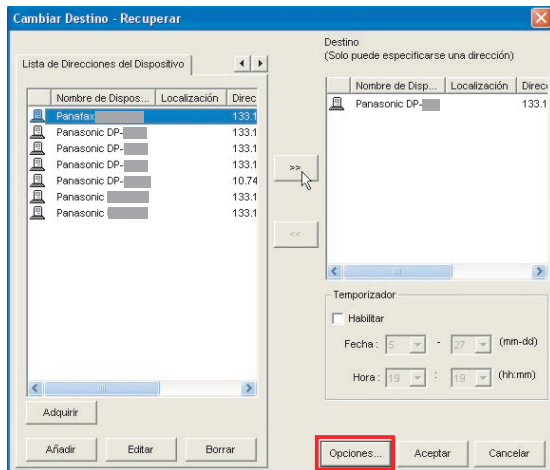 Cambiar Destino - Recuperar
Lista de Direcciones del Dispositivo
Nombre de Dispos... Localización Direc
Panafax 133.1
Panasonic DP- 133.1
Panasonic DP- 133.1
Panasonic DP- 133.1
Panasonic DP- 10.74
Panasonic 133.1
Panasonic 133.1
Adquirir
Añadir Editar Borrar
>>
<<
Destino
(Solo puede especificarse una dirección)
Nombre de Disp... Localización Direc
Panasonic DP- 133.1
Temporizador
Habilitar
Fecha : 5 - 27 (mm-dd)
Hora : 19 : 19 (hh:mm)
Opciones... Aceptar Cancelar